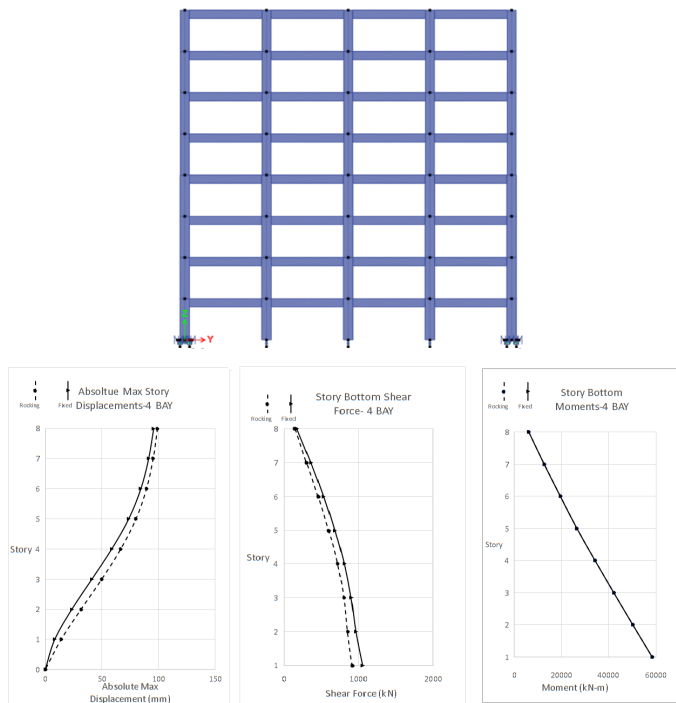 Z
Y
Absoltue Max Story
Displacements-4 BAY
Rocking
Fixed
8
7
6
5
Story
4
3
2
1
0
0
50
100
150
Absolute Max
Displacement (mm)
Story Bottom Shear
Force- 4 BAY
Rocking
Fixed
8
7
6
5
Story
4
3
2
1
0
1000
2000
Shear Force (kN)
Story Bottom
Moments-4 BAY
Rocking
Fixed
8
7
6
5
Story
4
3
2
1
0
20000
40000
60000
Moment (kN-m)